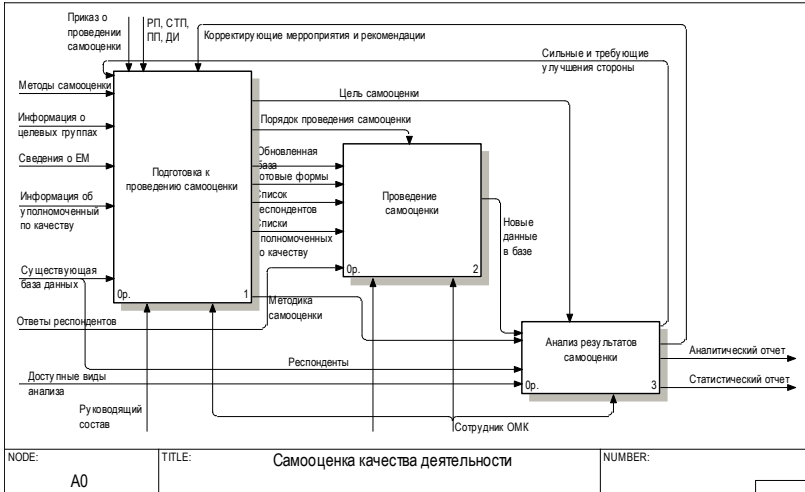 Приказ о
проведении
самооценки
РП, СТП,
ПП, ДИ
Корректирующие мерроприятия и рекомендации
Сильные и требующие
улучшения стороны
Методы самооценки
Цель самооценки
Информация о
целевых группах
Порядок проведения самооценки
Сведения о ЕМ
Подготовка к
проведению самооценки
Обновленная
база
отовые формы
Список
респондентов
Списки
уполномоченных
по качеству
Проведение
самооценки
Информация об
уполномоченный
по качеству
Новые
данные
в базе
Существующая
база данных
0р.
1
0р.
2
Методика
самооценки
Ответы респондентов
Анализ результатов
самооценки
Аналитический отчет
Респонденты
Доступные виды
анализа
0р.
3
Статистический отчет
Руководящий
состав
Сотрудник ОМК
NODE:
A0
TITLE:
Самооценка качества деятельности
NUMBER: